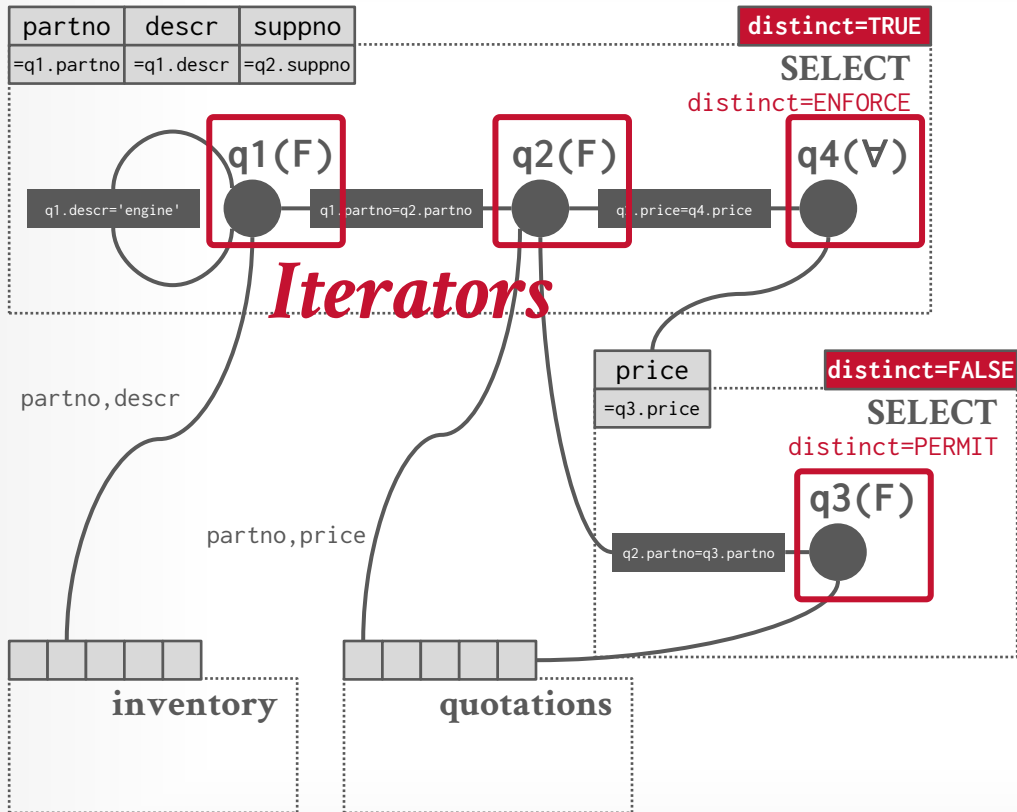 partno descr suppno
=q1.partno =q1.descr =q2.suppno
distinct=TRUE
SELECT
distinct=ENFORCE
q1(F)
q2(F)
q4(∀)
q1.descr='engine'
q1.partno=q2.partno
.price=q4.price
Iterators
partno,descr
price
=q3.price
distinct=FALSE
SELECT
distinct=PERMIT
q3(F)
partno,price
q2.partno=q3.partno
inventory
quotations